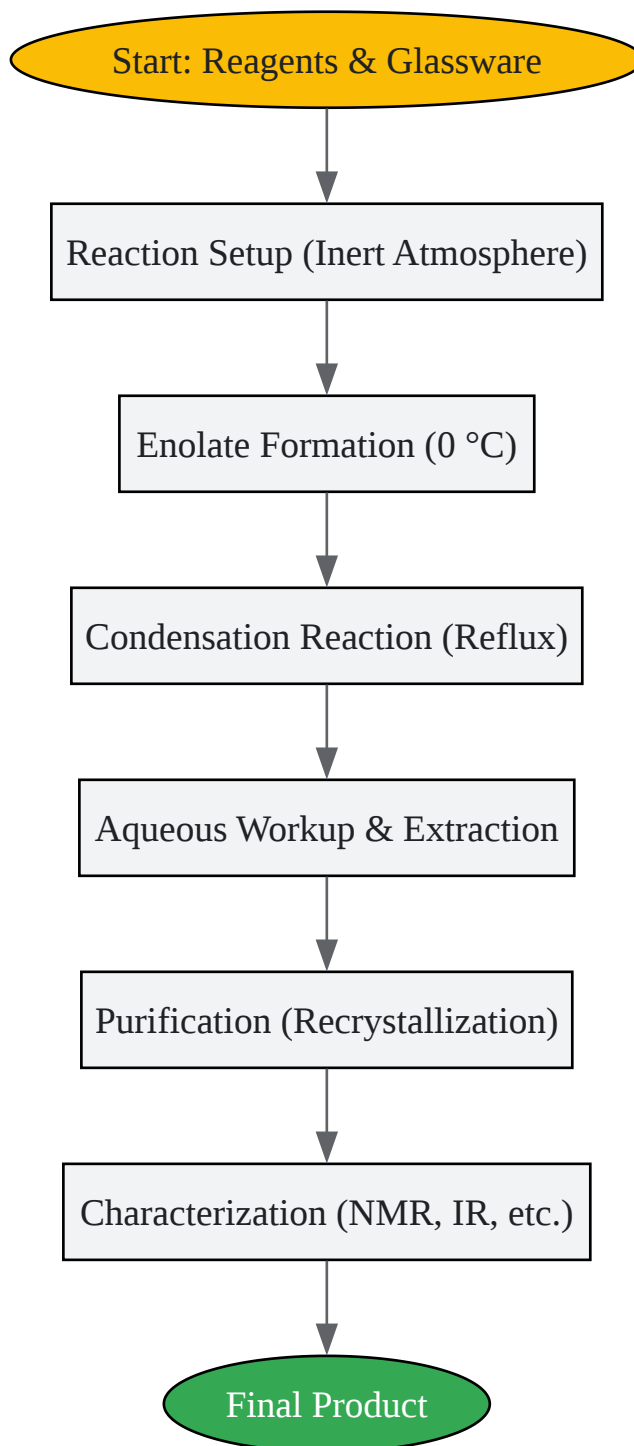 Start: Reagents & Glassware
Reaction Setup (Inert Atmosphere)
Enolate Formation (0 °C)
Condensation Reaction (Reflux)
Aqueous Workup & Extraction
Purification (Recrystallization)
Characterization (NMR, IR, etc.)
Final Product